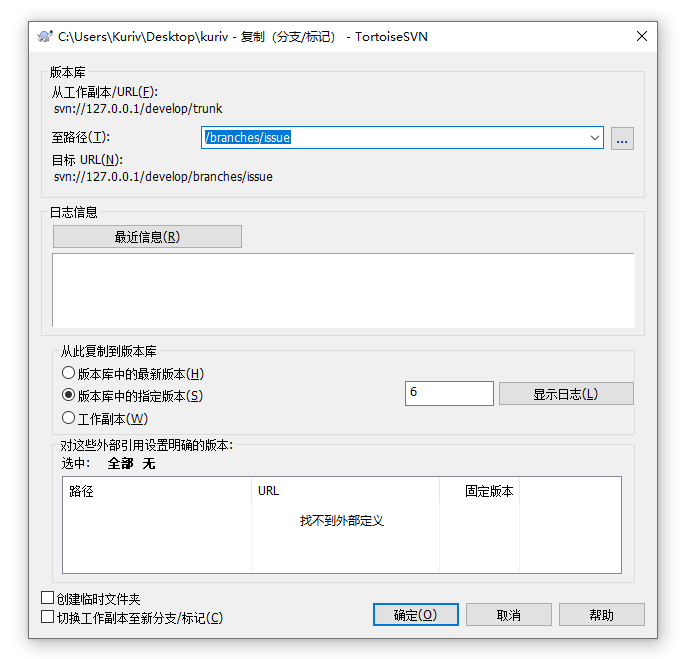 C:\Users\Kuriv\Desktop\kuriv - 复制（分支/标记） - TortoiseSVN
版本库
从工作副本/URL(F):
svn://127.0.0.1/develop/trunk
至路径(T):
/branches/issue
...
目标 URL(N):
svn://127.0.0.1/develop/branches/issue
日志信息
最近信息(R)
从此复制到版本库
版本库中的最新版本(H)
版本库中的指定版本(S)
6
显示日志(L)
工作副本(W)
对这些外部引用设置明确的版本:
选中: 全部 无
路径 URL 固定版本
找不到外部定义
创建临时文件夹
切换工作副本至新分支/标记(C)
确定(O) 取消 帮助